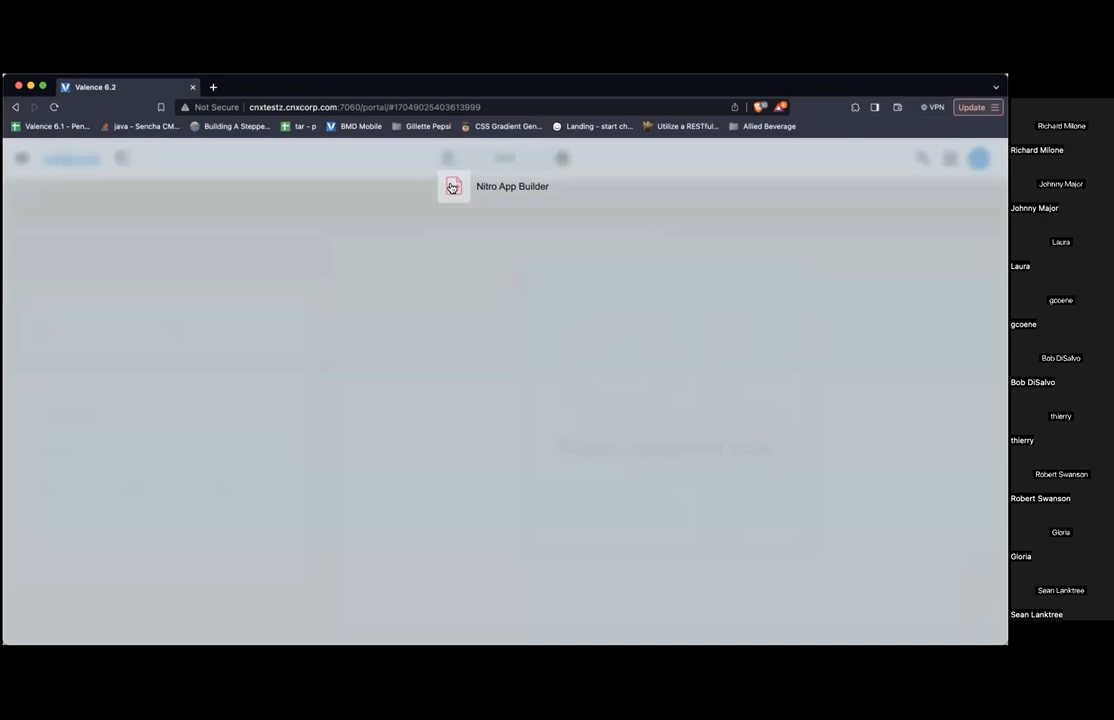 Valence 6.2
Not Secure cnxtestz.cnxcorp.com:7060/portal/#17049025403613999 VPN Update
Valence 6.1 - Pen... java - Sencha CM... Building A Steppe... tar - p BMD Mobile Gillette Pepsi CSS Gradient Gen... Landing - start ch... Utilize a RESTful... Allied Beverage
Nitro App Builder
Richard Milone
Richard Milone
Johnny Major
Johnny Major
Laura
Laura
gcoene
gcoene
Bob DiSalvo
Bob DiSalvo
thierry
thierry
Robert Swanson
Robert Swanson
Gloria
Gloria
Sean Lanktree
Sean Lanktree